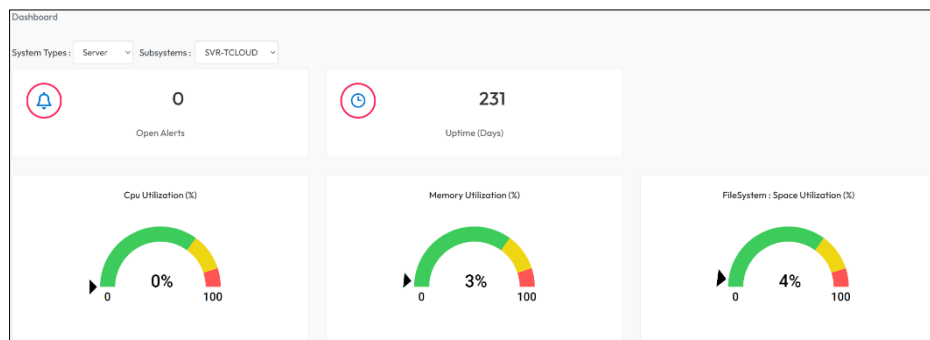 Dashboard
System Types : Server Subsystems : SVR-TCLOUD
0
Open Alerts
231
Uptime (Days)
Cpu Utilization (%)
0%
0 100
Memory Utilization (%)
3%
0 100
FileSystem : Space Utilization (%)
4%
0 100